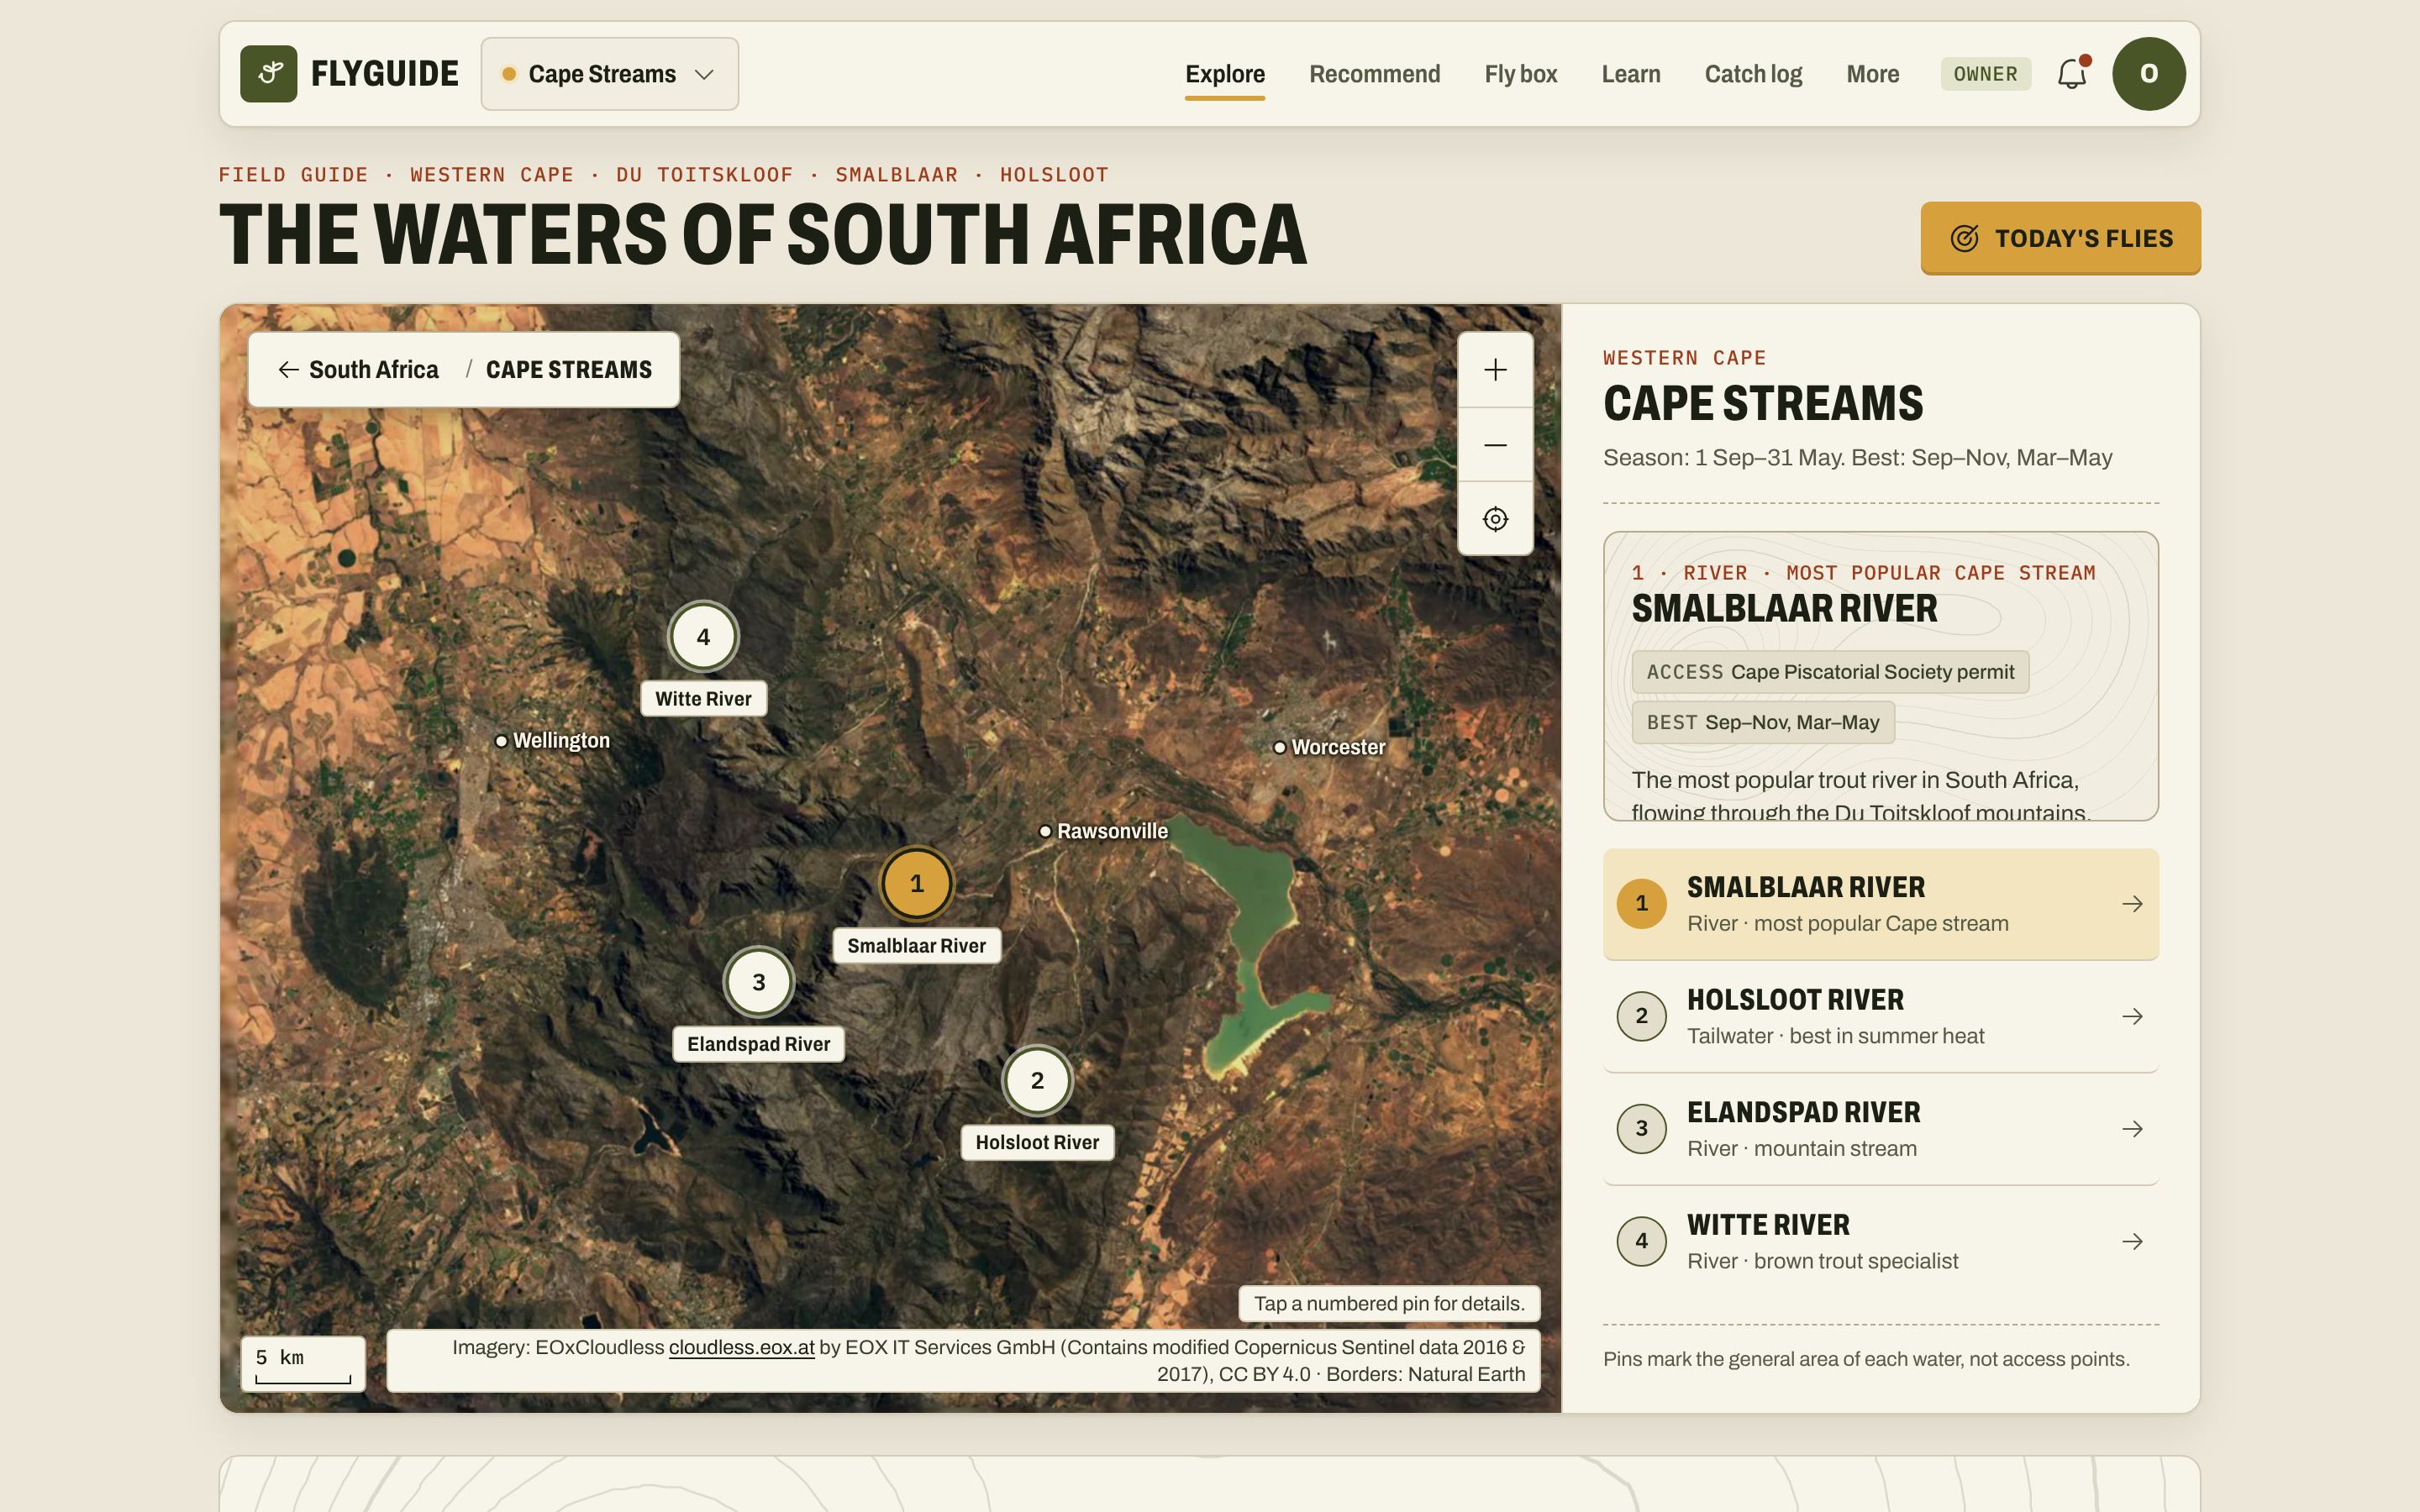 FLYGUIDE
Cape Streams
Explore
Recommend
Fly box
Learn
Catch log
More
OWNER
O
FIELD GUIDE · WESTERN CAPE · DU TOITSKLOOF · SMALBLAAR · HOLSLOOT
THE WATERS OF SOUTH AFRICA
TODAY'S FLIES
← South Africa / CAPE STREAMS
4
Witte River
Wellington
Worcester
Rawsonville
1
Smalblaar River
3
Elandspad River
2
Holsloot River
Tap a numbered pin for details.
5 km
Imagery: EOxCloudless cloudless.eox.at by EOX IT Services GmbH (Contains modified Copernicus Sentinel data 2016 &
2017), CC BY 4.0 · Borders: Natural Earth
WESTERN CAPE
CAPE STREAMS
Season: 1 Sep–31 May. Best: Sep–Nov, Mar–May
1 · RIVER · MOST POPULAR CAPE STREAM
SMALBLAAR RIVER
ACCESS Cape Piscatorial Society permit
BEST Sep–Nov, Mar–May
The most popular trout river in South Africa,
flowing through the Du Toitskloof mountains.
1
SMALBLAAR RIVER
River · most popular Cape stream
2
HOLSLOOT RIVER
Tailwater · best in summer heat
3
ELANDSPAD RIVER
River · mountain stream
4
WITTE RIVER
River · brown trout specialist
Pins mark the general area of each water, not access points.